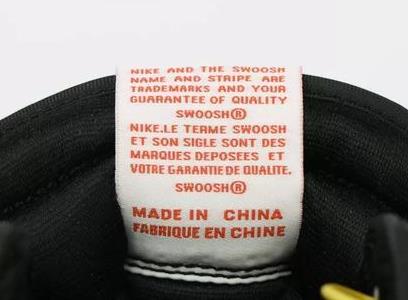 NIKE AND THE SWOOSH
NAME AND STRIPE ARE
TRADEMARKS AND YOUR
GUARANTEE OF QUALITY
SWOOSH®
NIKE.LE TERME SWOOSH
ET SON SIGLE SONT DES
MARQUES DEPOSEES ET
VOTRE GARANTIE DE QUALITE.
SWOOSH®
MADE IN CHINA
FABRIQUE EN CHINE